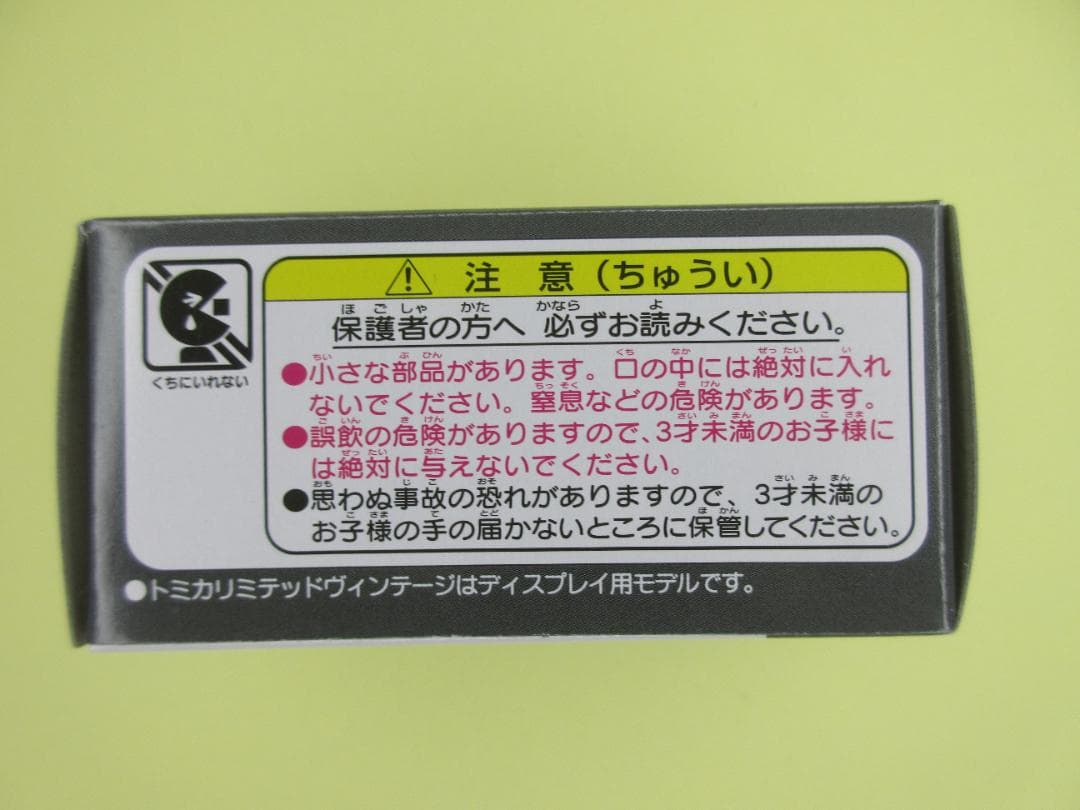 ⚠ 注 意(ちゅうい)
保護者の方へ 必ずお読みください。
●小さな部品があります。口の中には絶対に入れ
ないでください。窒息などの危険があります。
●誤飲の危険がありますので、3才未満のお子様に
は絶対に与えないでください。
●思わぬ事故の恐れがありますので、3才未満の
お子様の手の届かないところに保管してください。
くちにいれない
●トミカリミテッドヴィンテージはディスプレイ用モデルです。